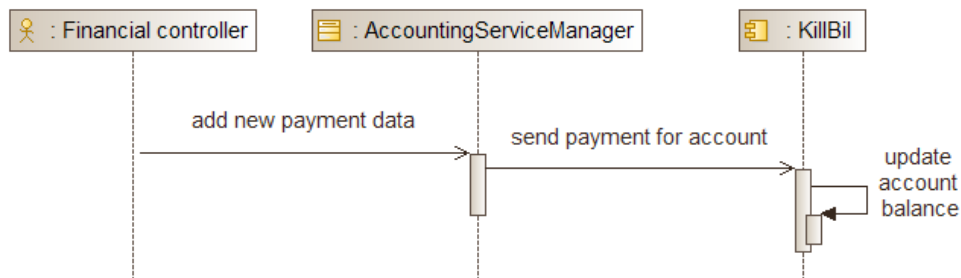 : Financial controller
: AccountingServiceManager
: KillBil
add new payment data
send payment for account
update
account
balance